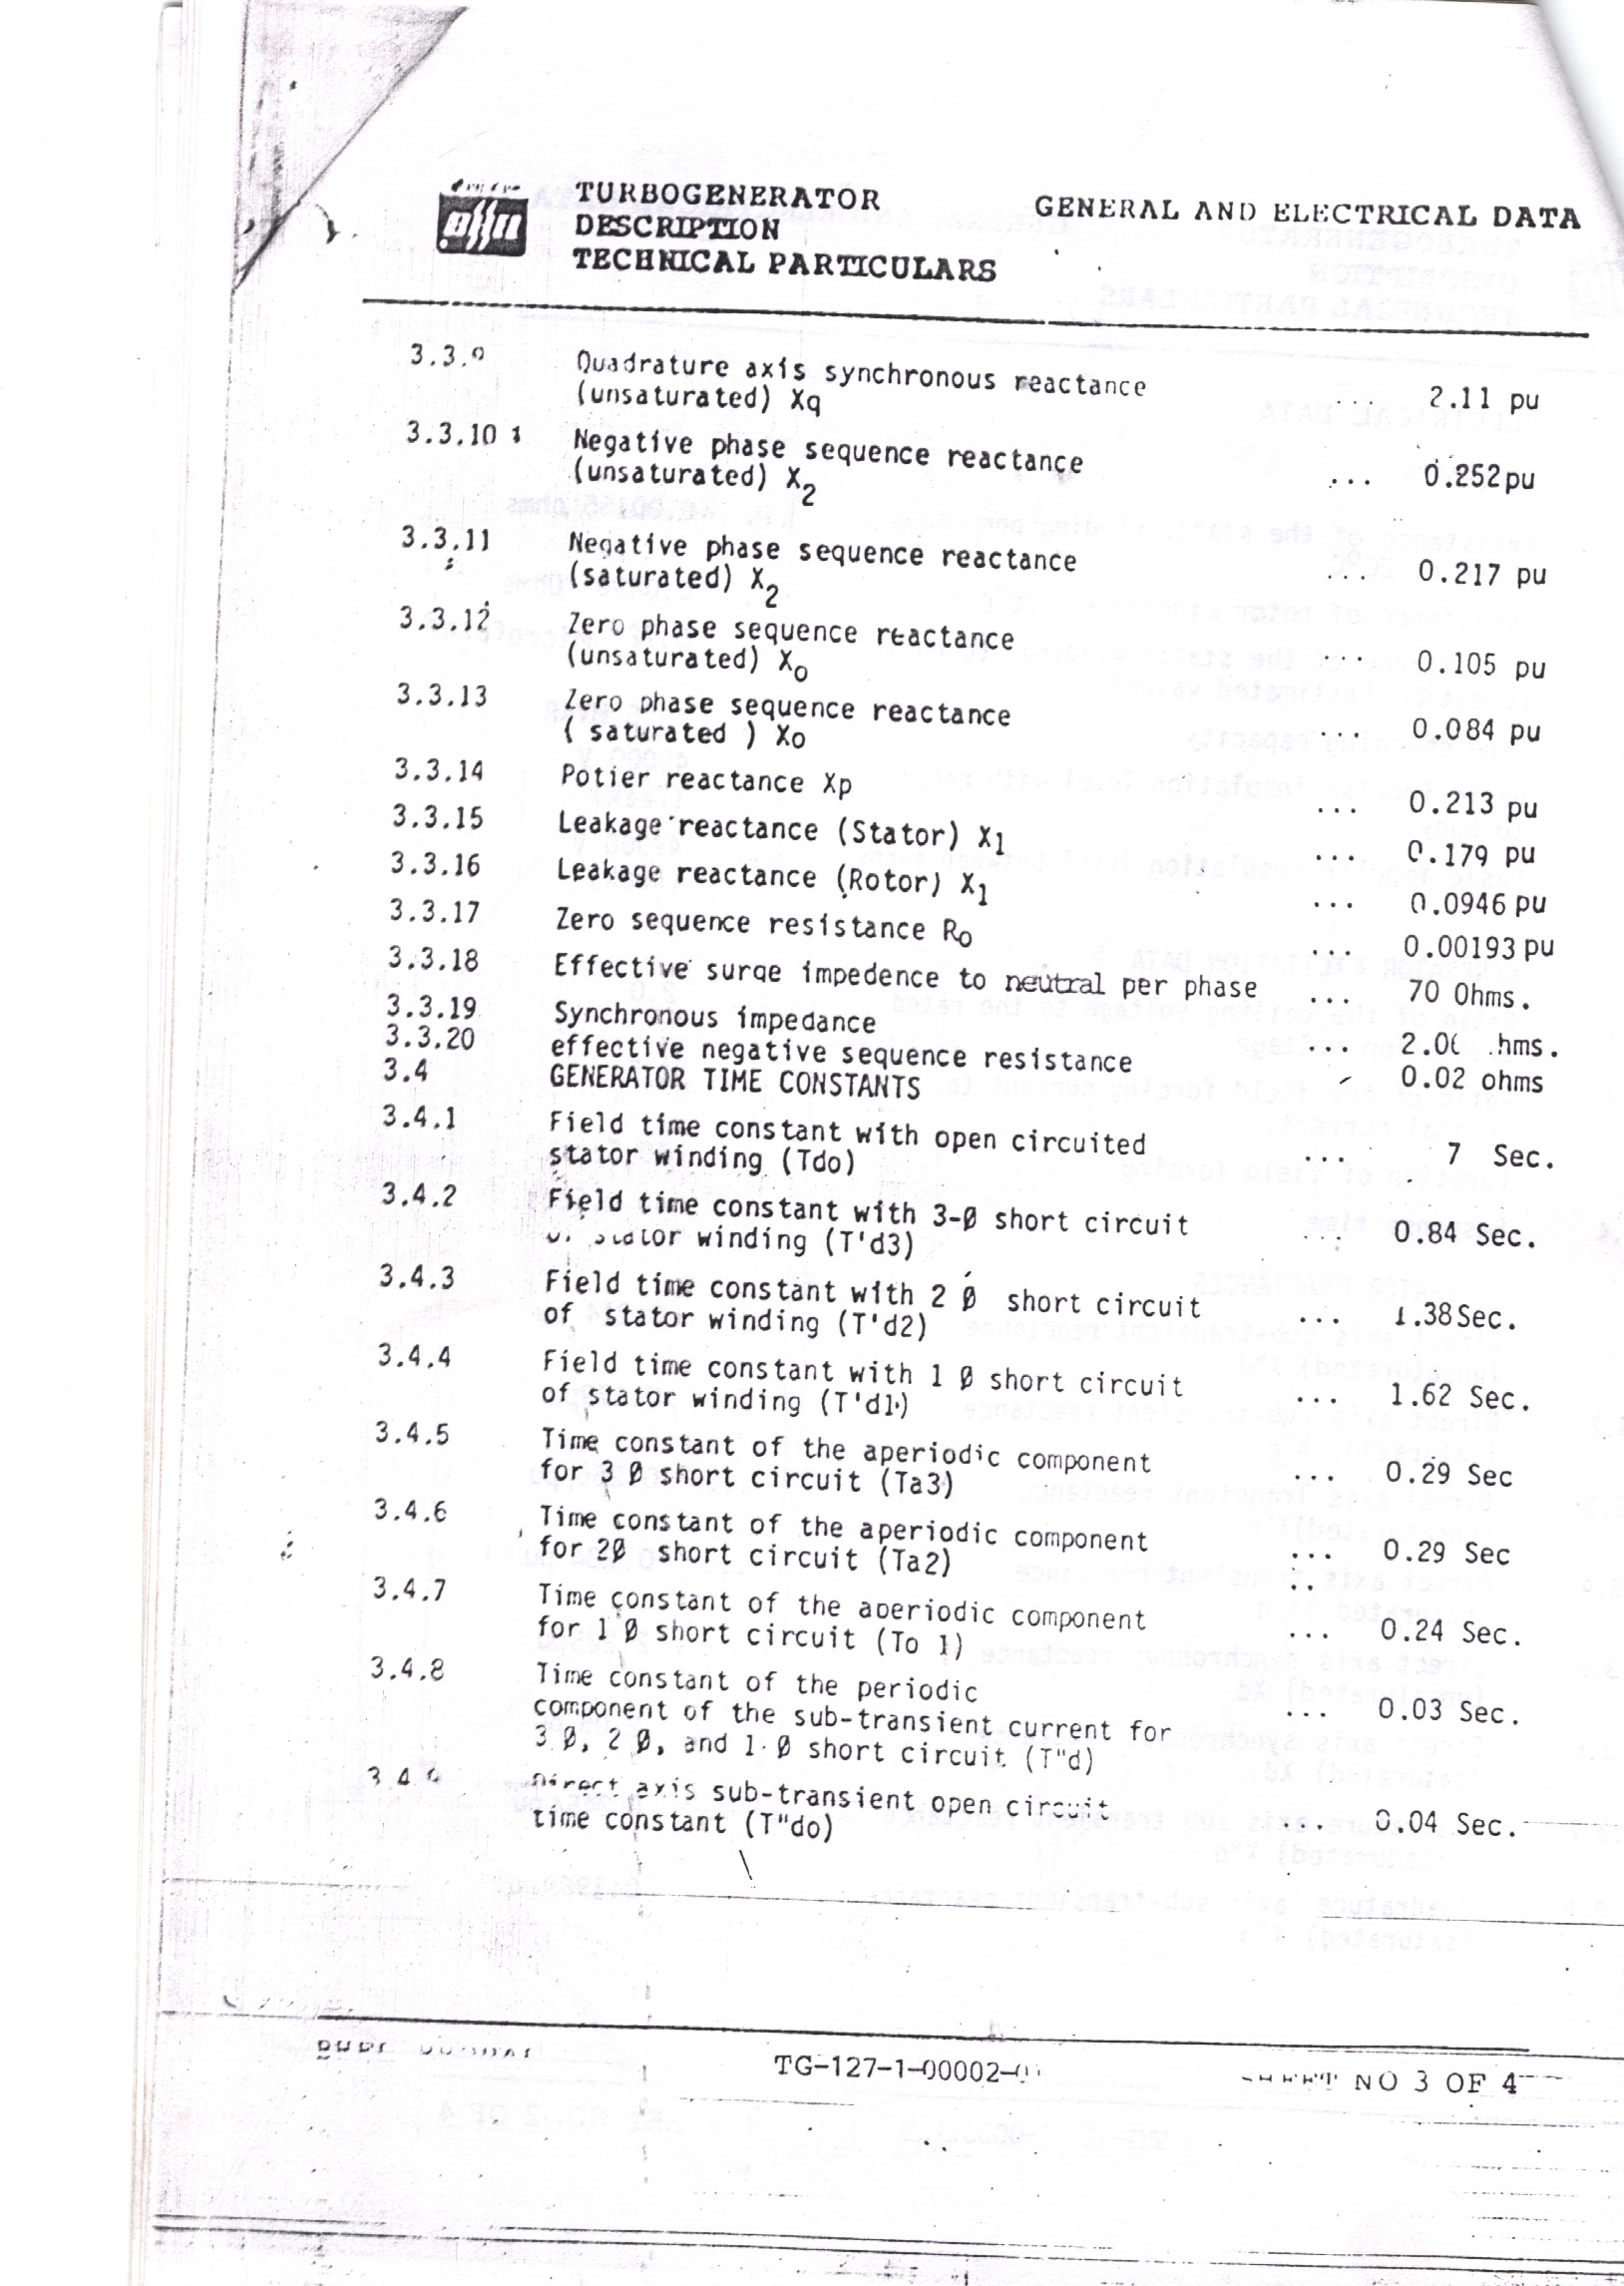 TURBOGENERATOR
DESCRIPTION
TECHNICAL PARTICULARS
GENERAL AND ELECTRICAL DATA
3.3.9 Quadrature axis synchronous reactance
(unsaturated) Xq ... 2.11 pu
3.3.10 Negative phase sequence reactance
(unsaturated) X2 ... 0.252 pu
3.3.11 Negative phase sequence reactance
(saturated) X2 ... 0.217 pu
3.3.12 Zero phase sequence reactance
(unsaturated) Xo ... 0.105 pu
3.3.13 Zero phase sequence reactance
( saturated ) Xo ... 0.084 pu
3.3.14 Potier reactance Xp ... 0.213 pu
3.3.15 Leakage reactance (Stator) X1 ... 0.179 pu
3.3.16 Leakage reactance (Rotor) X1 ... 0.0946 pu
3.3.17 Zero sequence resistance Ro ... 0.00193 pu
3.3.18 Effective surge impedence to neutral per phase ... 70 Ohms.
3.3.19 Synchronous impedance ... hms.
3.3.20 effective negative sequence resistance 0.02 ohms
3.4 GENERATOR TIME CONSTANTS
3.4.1 Field time constant with open circuited
stator winding (Tdo) ... 7 Sec.
3.4.2 Field time constant with 3-Ø short circuit
of stator winding (T'd3) ... 0.84 Sec.
3.4.3 Field time constant with 2 Ø short circuit
of stator winding (T'd2) ... 1.38 Sec.
3.4.4 Field time constant with 1 Ø short circuit
of stator winding (T'd1) ... 1.62 Sec.
3.4.5 Time constant of the aperiodic component
for 3 Ø short circuit (Ta3) ... 0.29 Sec
3.4.6 Time constant of the aperiodic component
for 2Ø short circuit (Ta2) ... 0.29 Sec
3.4.7 Time constant of the aperiodic component
for 1 Ø short circuit (To 1) ... 0.24 Sec.
3.4.8 Time constant of the periodic
component of the sub-transient current for ... 0.03 Sec.
3 Ø, 2 Ø, and 1 Ø short circuit (T"d)
3.4.9 Direct axis sub-transient open circuit
time constant (T"do) ... 0.04 Sec.
TG-127-1-00002-
SHEET NO 3 OF 4